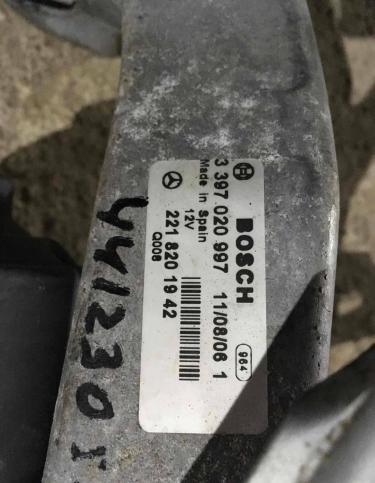 BOSCH
3 397 020 997 11/08/06 1
Made in Spain 964
12V
221 820 19 42
Q008
441230